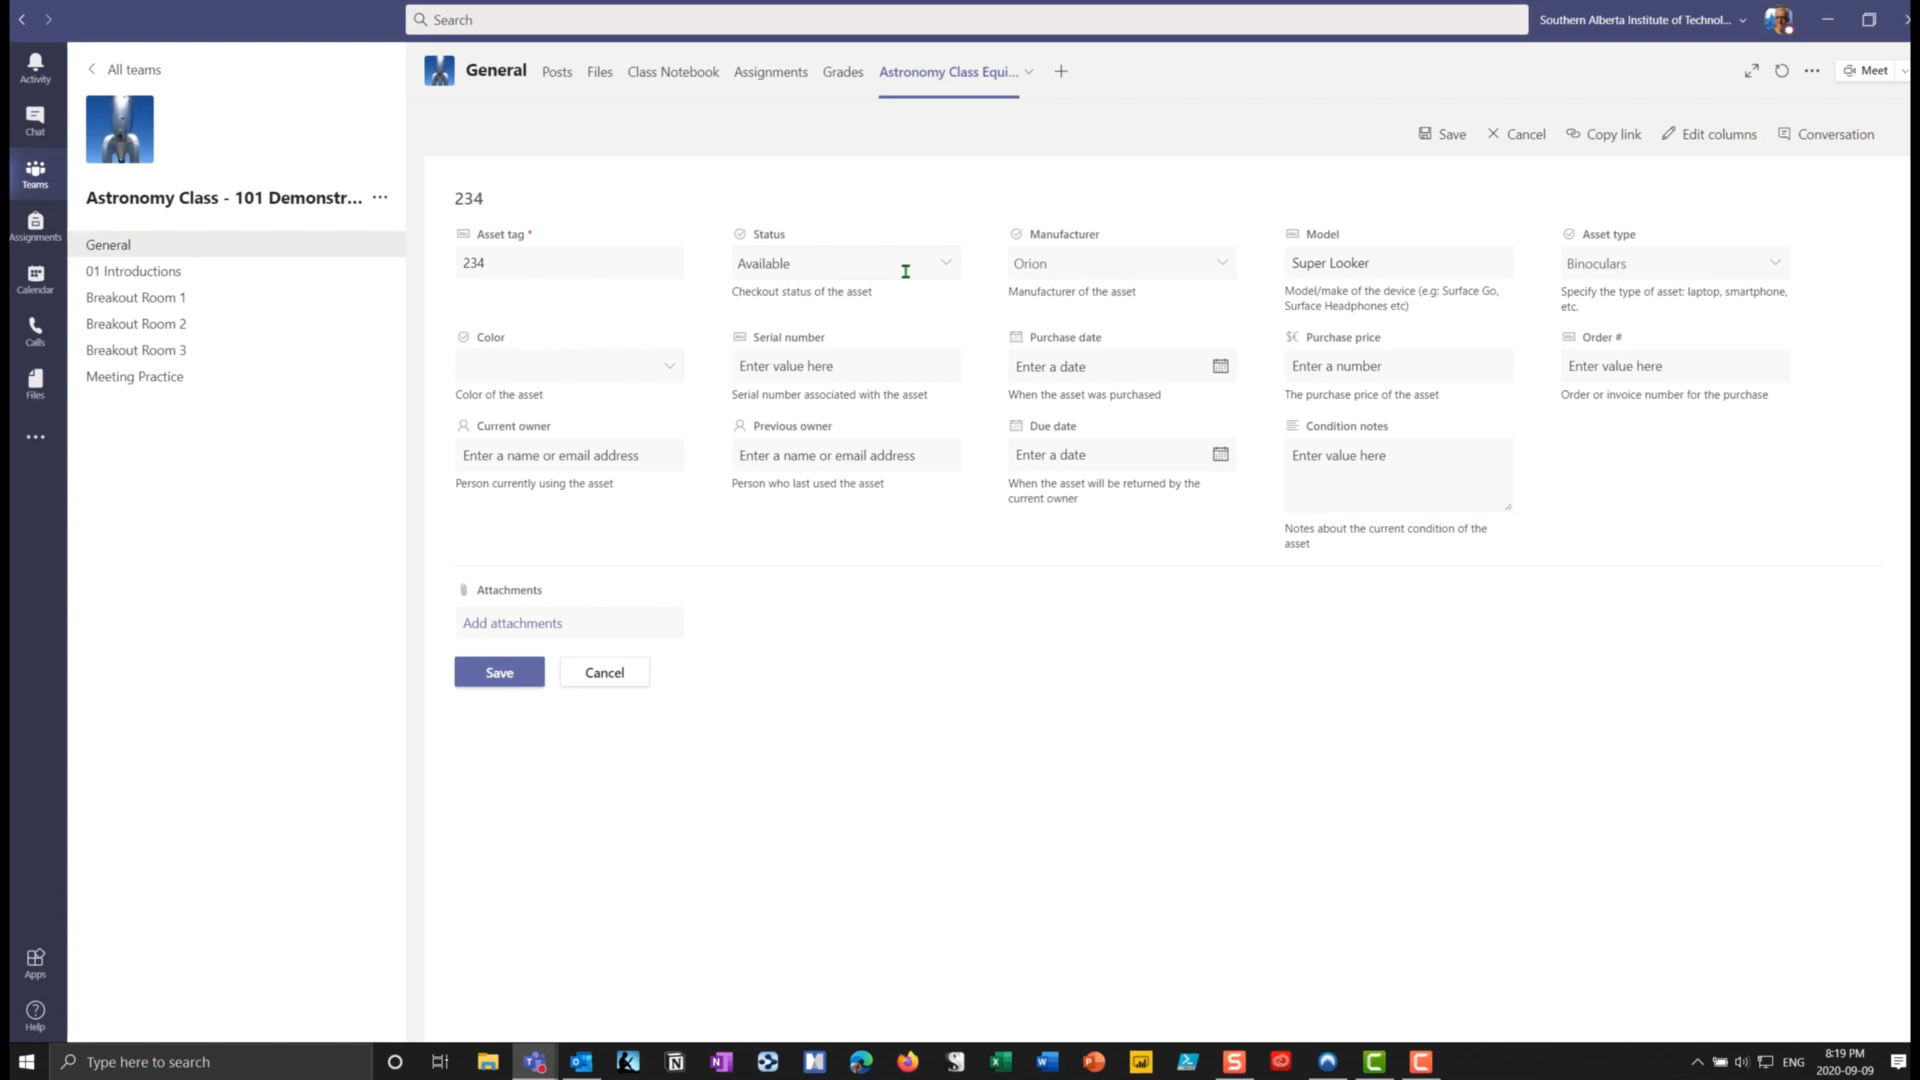 Search
Southern Alberta Institute of Technol...
Activity
Chat
Teams
Assignments
Calendar
Calls
Files
Apps
Help
All teams
Astronomy Class - 101 Demonstr... ...
General
01 Introductions
Breakout Room 1
Breakout Room 2
Breakout Room 3
Meeting Practice
General Posts Files Class Notebook Assignments Grades Astronomy Class Equi...
Meet
Save Cancel Copy link Edit columns Conversation
234
Asset tag *
234
Status
Available
Checkout status of the asset
Manufacturer
Orion
Manufacturer of the asset
Model
Super Looker
Model/make of the device (e.g: Surface Go,
Surface Headphones etc)
Asset type
Binoculars
Specify the type of asset: laptop, smartphone,
etc.
Color
Color of the asset
Serial number
Enter value here
Serial number associated with the asset
Purchase date
Enter a date
When the asset was purchased
Purchase price
Enter a number
The purchase price of the asset
Order #
Enter value here
Order or invoice number for the purchase
Current owner
Enter a name or email address
Person currently using the asset
Previous owner
Enter a name or email address
Person who last used the asset
Due date
Enter a date
When the asset will be returned by the
current owner
Condition notes
Enter value here
Notes about the current condition of the
asset
Attachments
Add attachments
Save Cancel
Type here to search
ENG
8:19 PM
2020-09-09